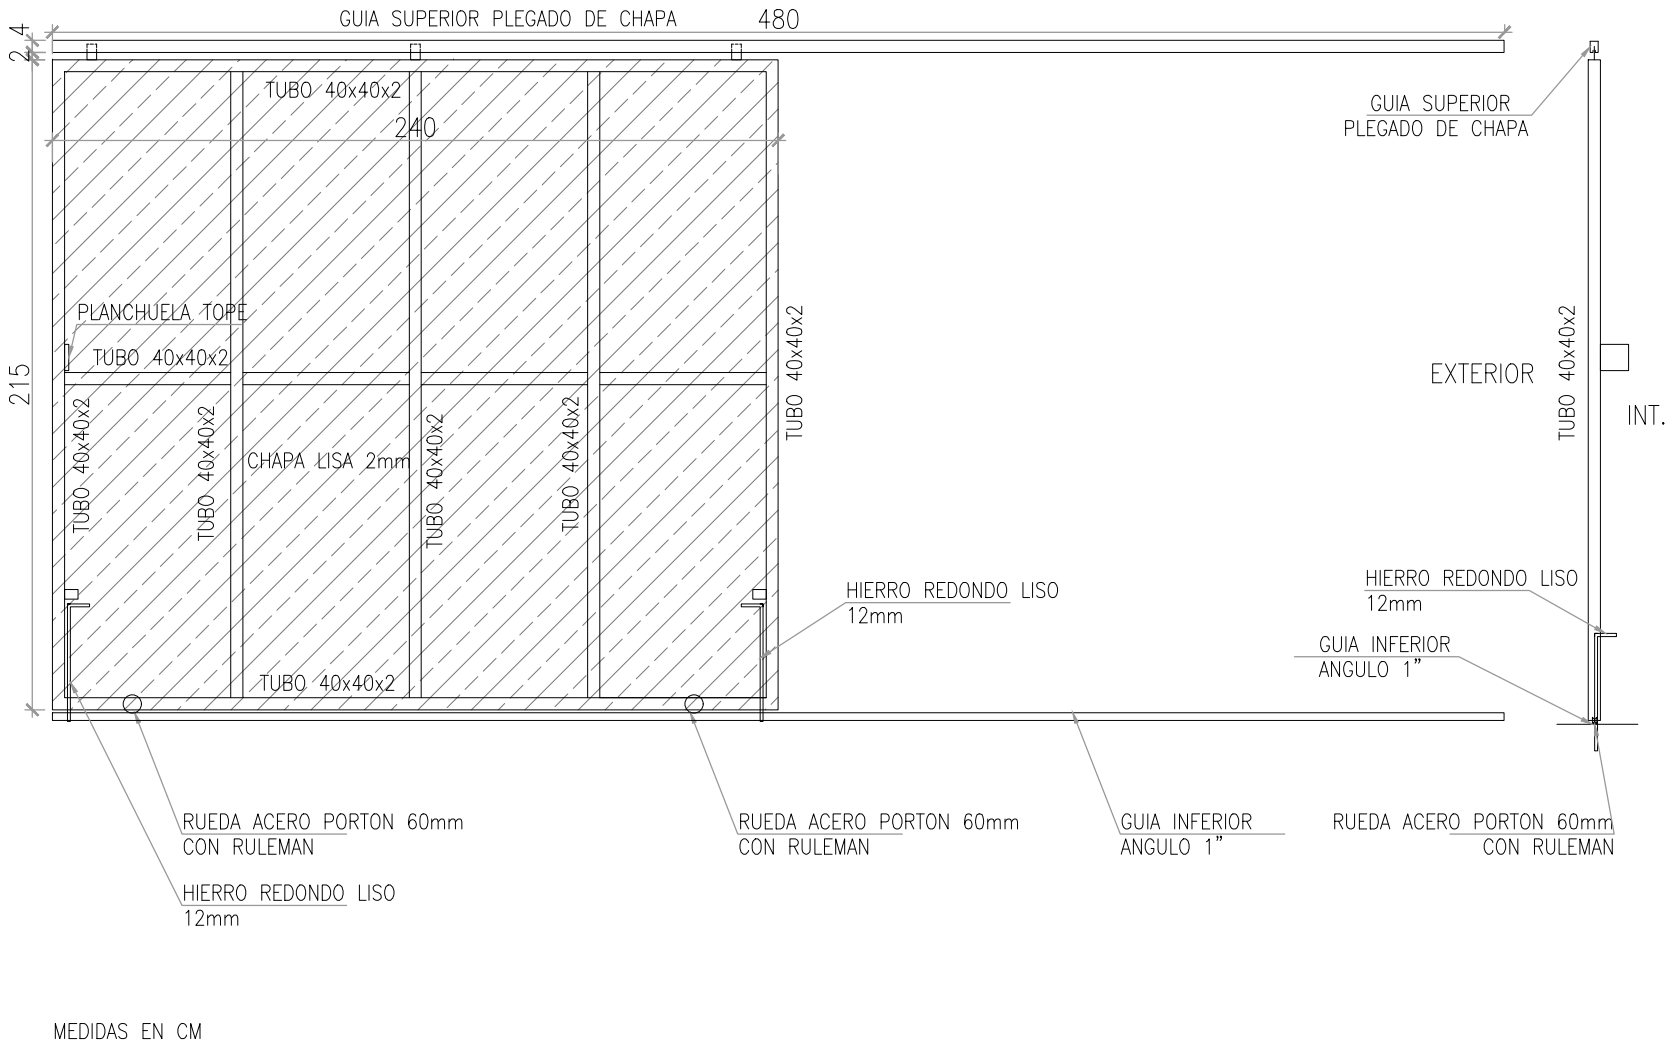 GUIA SUPERIOR PLEGADO DE CHAPA
480
4
2
TUBO 40x40x2
240
GUIA SUPERIOR
PLEGADO DE CHAPA
PLANCHUELA TOPE
TUBO 40x40x2
215
TUBO 40x40x2
TUBO 40x40x2
CHAPA LISA 2mm
TUBO 40x40x2
TUBO 40x40x2
TUBO 40x40x2
EXTERIOR
TUBO 40x40x2
INT.
HIERRO REDONDO LISO
12mm
HIERRO REDONDO LISO
12mm
GUIA INFERIOR
ANGULO 1”
TUBO 40x40x2
RUEDA ACERO PORTON 60mm
CON RULEMAN
RUEDA ACERO PORTON 60mm
CON RULEMAN
GUIA INFERIOR
ANGULO 1”
RUEDA ACERO PORTON 60mm
CON RULEMAN
HIERRO REDONDO LISO
12mm
MEDIDAS EN CM